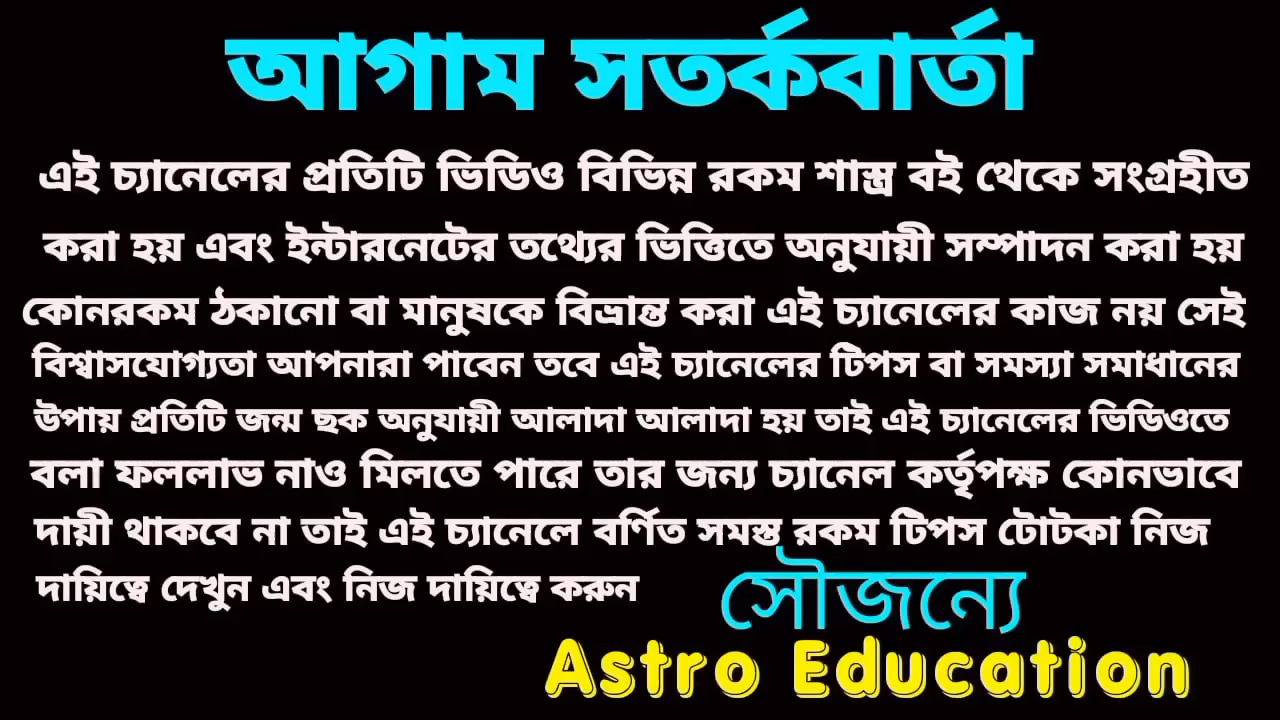 আগাম সতর্কবার্তা
এই চ্যানেলের প্রতিটি ভিডিও বিভিন্ন রকম শাস্ত্র বই থেকে সংগ্রহীত
করা হয় এবং ইন্টারনেটের তথ্যের ভিত্তিতে অনুযায়ী সম্পাদন করা হয়
কোনরকম ঠকানো বা মানুষকে বিভ্রান্ত করা এই চ্যানেলের কাজ নয় সেই
বিশ্বাসযোগ্যতা আপনারা পাবেন তবে এই চ্যানেলের টিপস বা সমস্যা সমাধানের
উপায় প্রতিটি জন্ম ছক অনুযায়ী আলাদা আলাদা হয় তাই এই চ্যানেলের ভিডিওতে
বলা ফললাভ নাও মিলতে পারে তার জন্য চ্যানেল কর্তৃপক্ষ কোনভাবে
দায়ী থাকবে না তাই এই চ্যানেলে বর্ণিত সমস্ত রকম টিপস টোটকা নিজ
দায়িত্বে দেখুন এবং নিজ দায়িত্বে করুন
সৌজন্যে
Astro Education